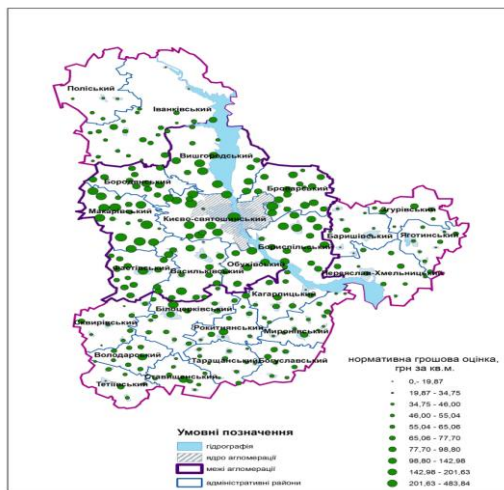 Поліський
Іванківський
Вишгородський
Бородянський
Броварський
Макарівський
Києво-святошинський
Згурівський
Баришівський
Яготинський
Бориспільський
Обухівський
Фастівський
Васильківський
Переяслав-Хмельницький
Кагарлицький
Білоцерківський
Сквирський
Рокитнянський
Миронівський
Володарський
Таращанський
Богуславський
Ставищенський
Тетіївський
нормативна грошова оцінка,
грн за кв.м.
0,- 19,87
19,87 - 34,75
34,75 - 46,00
46,00 - 55,04
55,04 - 65,06
65,06 - 77,70
77,70 - 98,80
98,80 - 142,98
142,98 - 201,63
201,63 - 483,84
Умовні позначення
гідрографія
ядро агломерації
межі агломерації
адміністративні райони